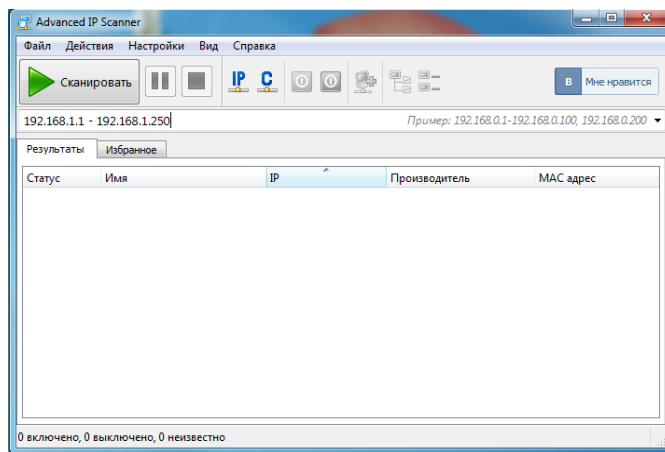 Advanced IP Scanner
Файл Действия Настройки Вид Справка
Сканировать IP C В Мне нравится
192.168.1.1 - 192.168.1.250 Пример: 192.168.0.1-192.168.0.100, 192.168.0.200
Результаты Избранное
Статус Имя IP Производитель MAC адрес
0 включено, 0 выключено, 0 неизвестно